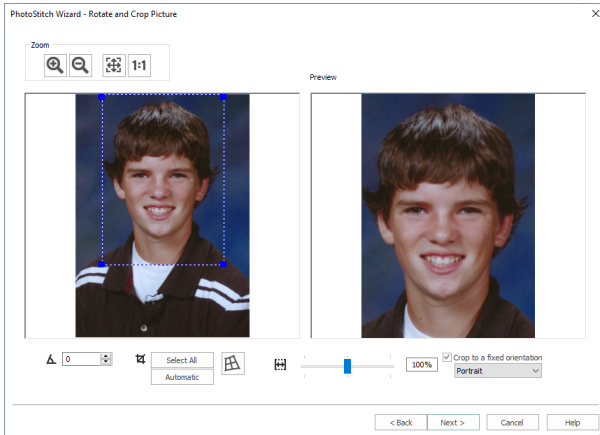 PhotoStitch Wizard - Rotate and Crop Picture
Zoom
1:1
Preview
0
Select All
Automatic
100%
Crop to a fixed orientation
Portrait
< Back
Next >
Cancel
Help